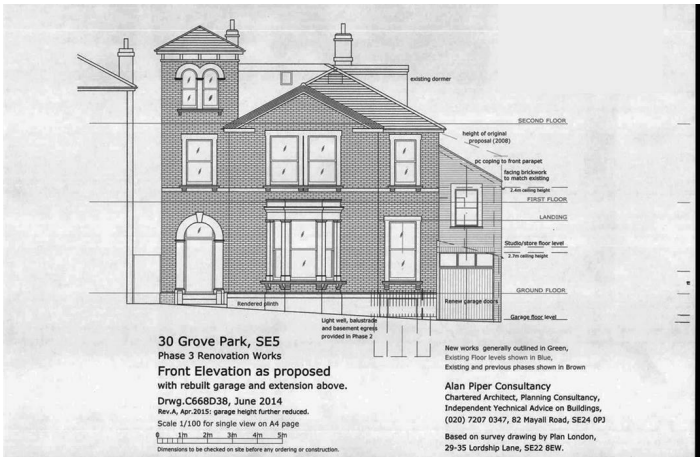 existing dormer
SECOND FLOOR
height of original
proposal (2008)
pc coping to front parapet
facing brickwork
to match existing
2.4m ceiling height
FIRST FLOOR
LANDING
Studio/store floor level
2.7m ceiling height
GROUND FLOOR
Rendered plinth
Renew garage doors
Light well, balustrade
and basement egress
provided in Phase 2
Garage floor level
30 Grove Park, SE5
Phase 3 Renovation Works
Front Elevation as proposed
with rebuilt garage and extension above.
Drwg.C668D38, June 2014
Rev.A, Apr.2015: garage height further reduced.
Scale 1/100 for single view on A4 page
0 1m 2m 3m 4m 5m
Dimensions to be checked on site before any ordering or construction.
New works generally outlined in Green,
Existing Floor levels shown in Blue,
Existing and previous phases shown in Brown
Alan Piper Consultancy
Chartered Architect, Planning Consultancy,
Independent Yechnical Advice on Buildings,
(020) 7207 0347, 82 Mayall Road, SE24 0PJ
Based on survey drawing by Plan London,
29-35 Lordship Lane, SE22 8EW.